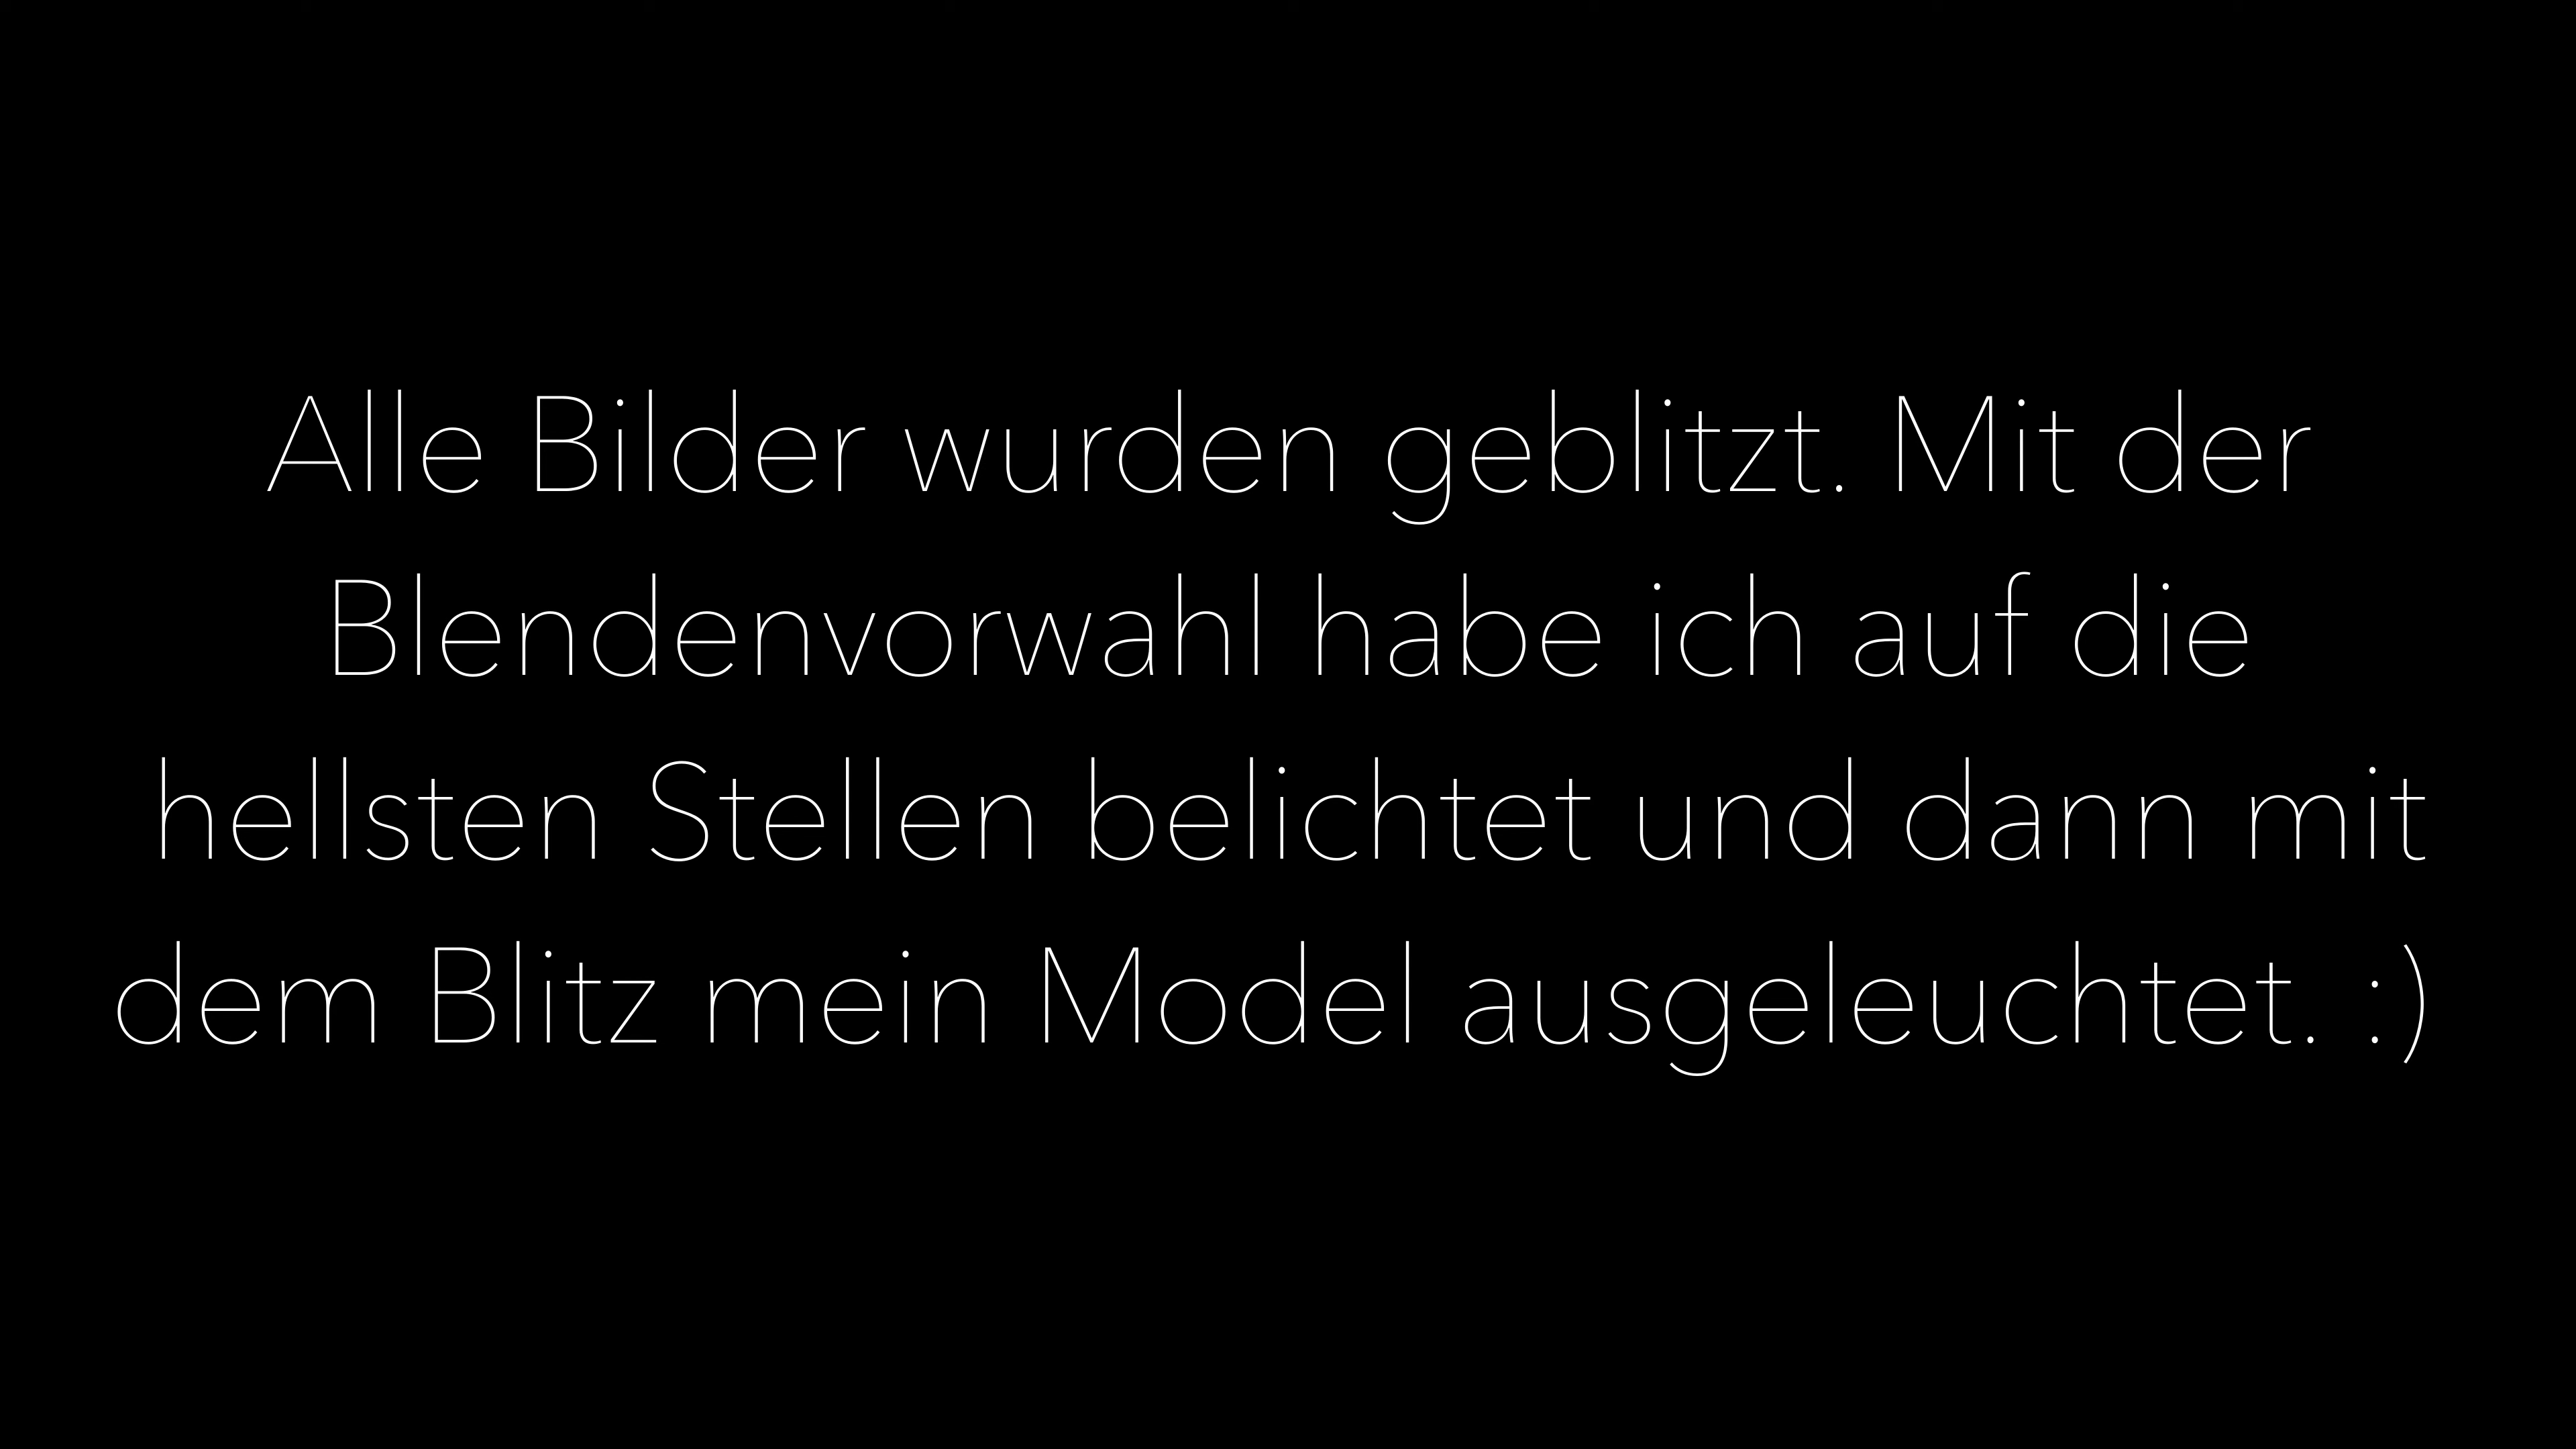 Alle Bilder wurden geblitzt. Mit der
Blendenvorwahl habe ich auf die
hellsten Stellen belichtet und dann mit
dem Blitz mein Model ausgeleuchtet. :)